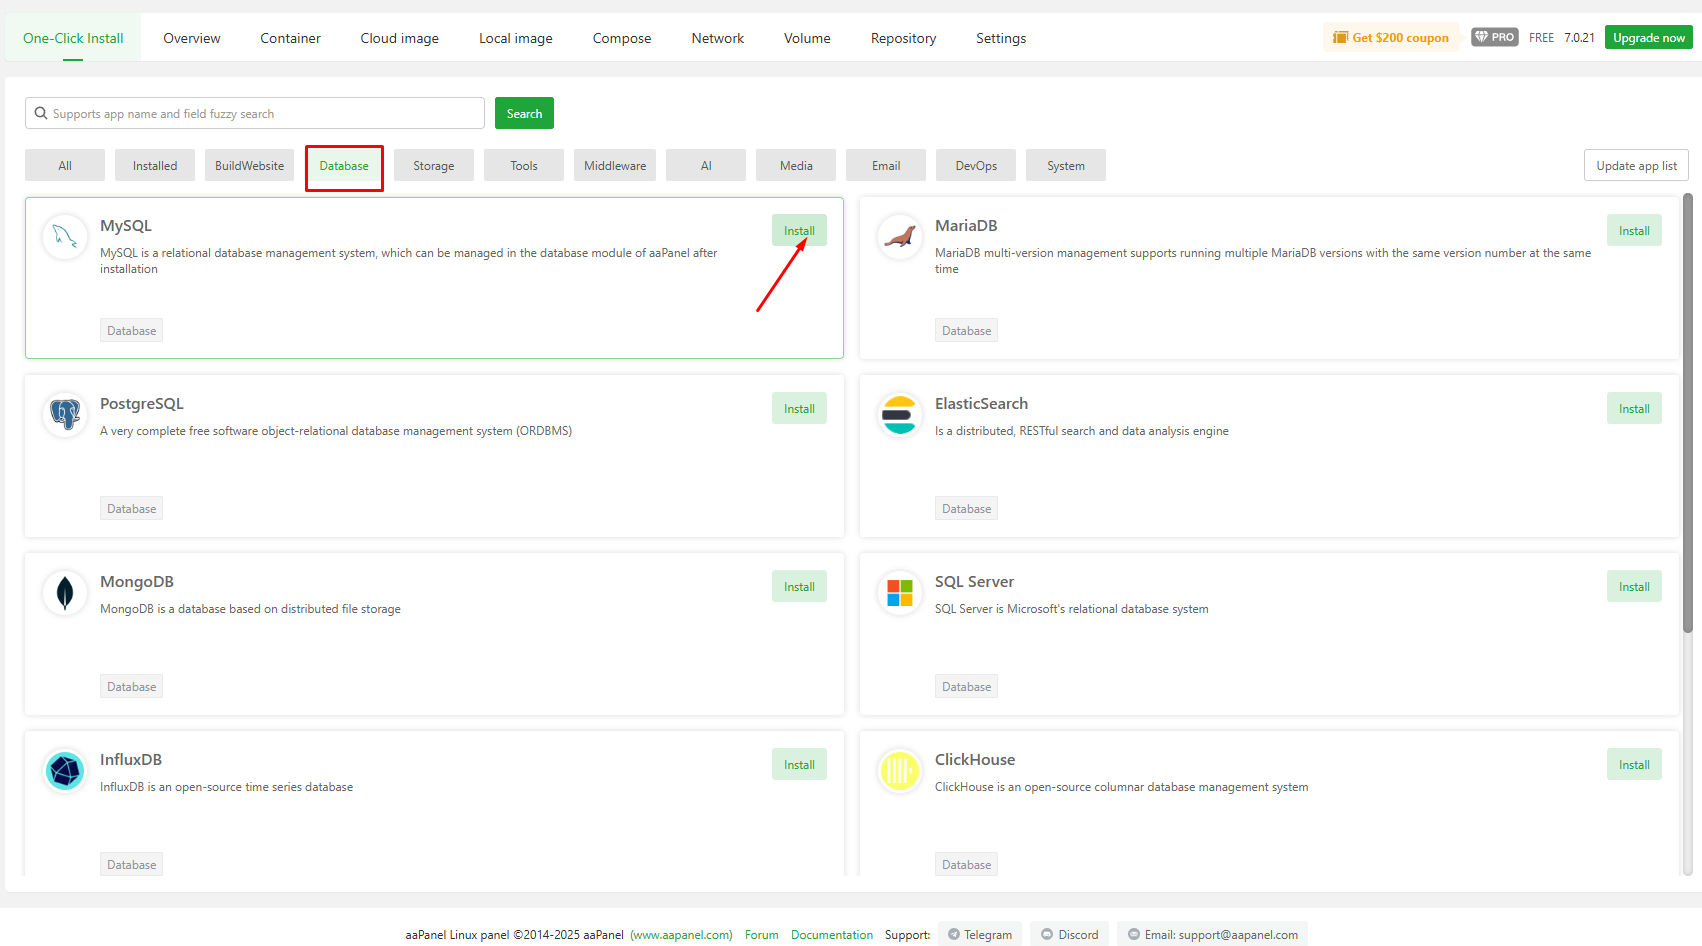 One-Click Install
Overview
Container
Cloud image
Local image
Compose
Network
Volume
Repository
Settings
Get $200 coupon
PRO
FREE
7.0.21
Upgrade now
Supports app name and field fuzzy search
Search
All
Installed
BuildWebsite
Database
Storage
Tools
Middleware
AI
Media
Email
DevOps
System
Update app list
MySQL
Install
MySQL is a relational database management system, which can be managed in the database module of aaPanel after
installation
Database
MariaDB
Install
MariaDB multi-version management supports running multiple MariaDB versions with the same version number at the same
time
Database
PostgreSQL
Install
A very complete free software object-relational database management system (ORDBMS)
Database
ElasticSearch
Install
Is a distributed, RESTful search and data analysis engine
Database
MongoDB
Install
MongoDB is a database based on distributed file storage
Database
SQL Server
Install
SQL Server is Microsoft's relational database system
Database
InfluxDB
Install
InfluxDB is an open-source time series database
Database
ClickHouse
Install
ClickHouse is an open-source columnar database management system
Database
aaPanel Linux panel ©2014-2025 aaPanel (www.aapanel.com) Forum Documentation Support: Telegram Discord Email: support@aapanel.com